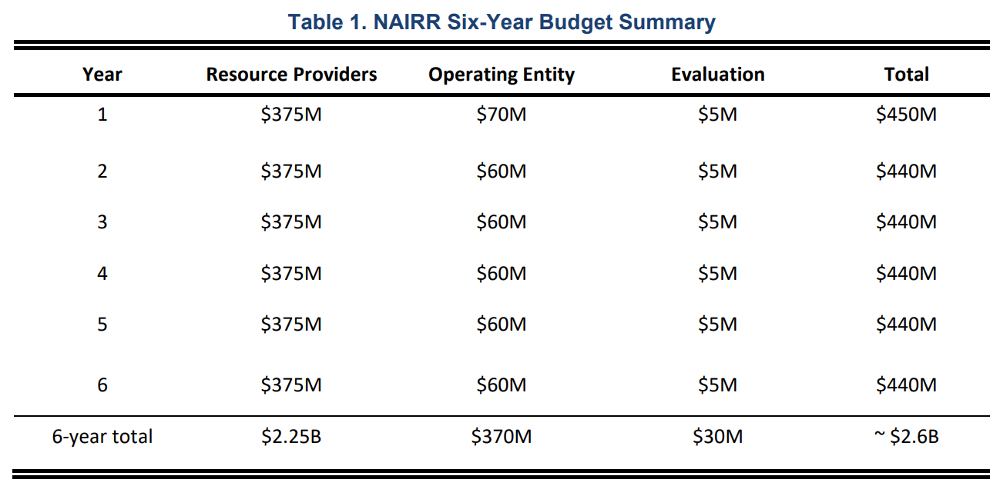 Table 1. NAIRR Six-Year Budget Summary
Year Resource Providers Operating Entity Evaluation Total
1 $375M $70M $5M $450M
2 $375M $60M $5M $440M
3 $375M $60M $5M $440M
4 $375M $60M $5M $440M
5 $375M $60M $5M $440M
6 $375M $60M $5M $440M
6-year total $2.25B $370M $30M ~ $2.6B